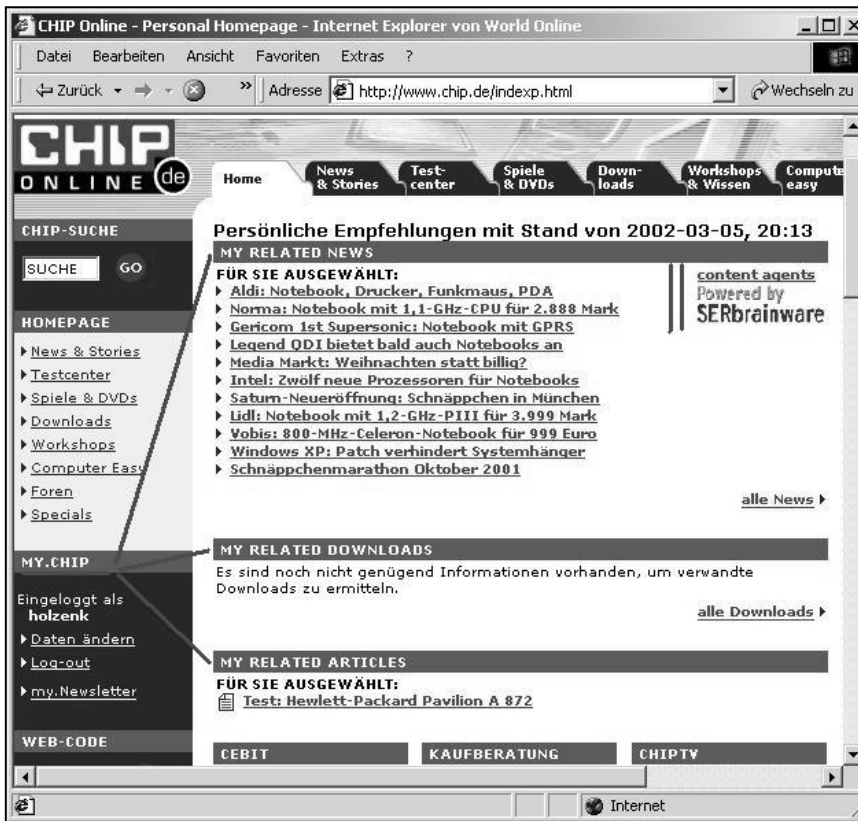 CHIP Online - Personal Homepage - Internet Explorer von World Online
Datei Bearbeiten Ansicht Favoriten Extras ?
Zurück » Adresse http://www.chip.de/indexp.html Wechseln zu
CHIP
ONLINE de
Home News & Stories Test-center Spiele & DVDs Down-loads Workshops & Wissen Compute easy
CHIP-SUCHE
SUCHE GO
HOMEPAGE
News & Stories
Testcenter
Spiele & DVDs
Downloads
Workshops
Computer Easy
Foren
Specials
MY.CHIP
Eingeloggt als
holzenk
Daten ändern
Log-out
my.Newsletter
WEB-CODE
Persönliche Empfehlungen mit Stand von 2002-03-05, 20:13
MY RELATED NEWS
FÜR SIE AUSGEWÄHLT:
Aldi: Notebook, Drucker, Funkmaus, PDA
Norma: Notebook mit 1,1-GHz-CPU für 2.888 Mark
Gericom 1st Supersonic: Notebook mit GPRS
Legend QDI bietet bald auch Notebooks an
Media Markt: Weihnachten statt billig?
Intel: Zwölf neue Prozessoren für Notebooks
Saturn-Neueröffnung: Schnäppchen in München
Lidl: Notebook mit 1,2-GHz-PIII für 3.999 Mark
Vobis: 800-MHz-Celeron-Notebook für 999 Euro
Windows XP: Patch verhindert Systemhänger
Schnäppchenmarathon Oktober 2001
content agents
Powered by
SERbrainware
alle News
MY RELATED DOWNLOADS
Es sind noch nicht genügend Informationen vorhanden, um verwandte
Downloads zu ermitteln.
alle Downloads
MY RELATED ARTICLES
FÜR SIE AUSGEWÄHLT:
Test: Hewlett-Packard Pavilion A 872
CEBIT KAUFBERATUNG CHIPTV
Internet